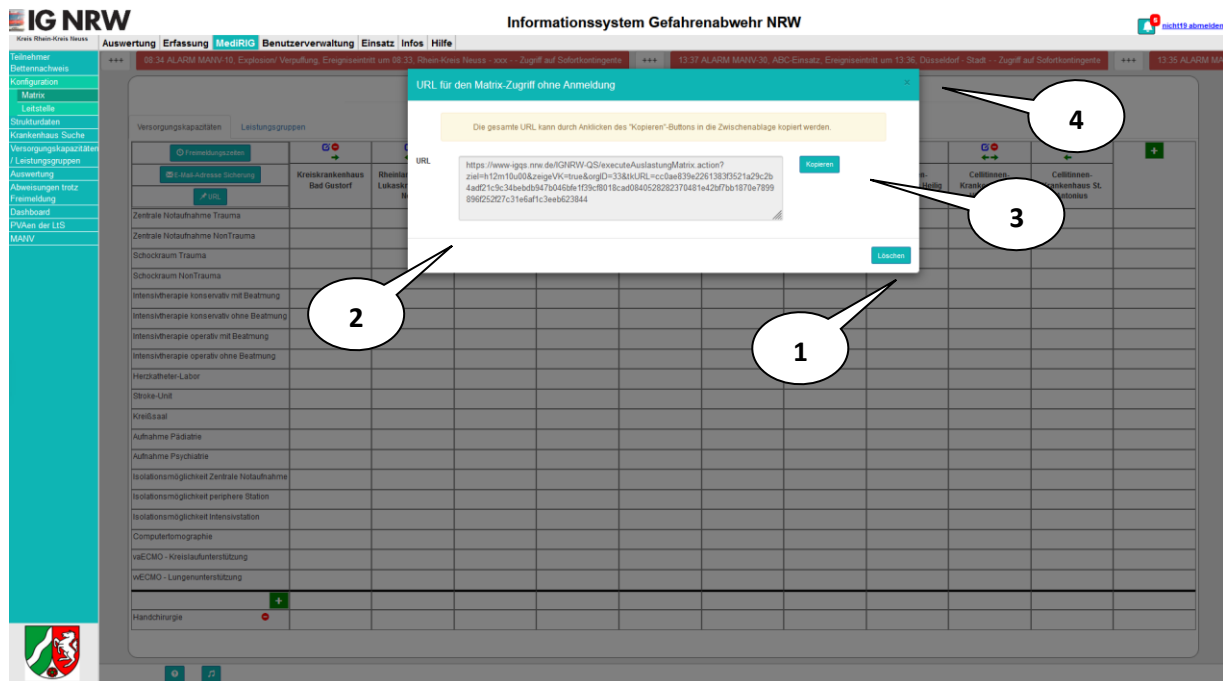 IG NRW
Kreis Rhein-Kreis Neuss
Informationssystem Gefahrenabwehr NRW
6
nicht19 abmelden
Auswertung Erfassung MediRIG Benutzerverwaltung Einsatz Infos Hilfe
+++ 08:34 ALARM MANV-10, Explosion/ Verpuffung, Ereigniseintritt um 08.33, Rhein-Kreis Neuss - xxx - - Zugriff auf Sofortkontingente +++ 13:37 ALARM MANV-30, ABC-Einsatz, Ereigniseintritt um 13:36, Düsseldorf - Stadt - - Zugriff auf Sofortkontingente +++ 13:35 ALARM MA
Teilnehmer
Bettennachweis
Konfiguration
Matrix
Leitstelle
Strukturdaten
Krankenhaus Suche
Versorgungskapazitäten
/ Leistungsgruppen
Auswertung
Abweisungen trotz
Freimeldung
Dashboard
PVAen der LtS
MANV
URL für den Matrix-Zugriff ohne Anmeldung ×
Die gesamte URL kann durch Anklicken des "Kopieren"-Buttons in die Zwischenablage kopiert werden.
URL
https://www-igqs.nrw.de/IGNRW-QS/executeAuslastungMatrix.action?
ziel=h12m10u00&zeigeVK=true&orgID=33&tkURL=cc0ae839e2261383f3521a29c2b
4adf21c9c34bebdb947b046bfe1f39cf8018cad0840528282370481e42bf7bb1870e7899
896f252f27c31e6af1c3eeb623844
Kopieren
Löschen
1
2
3
4
Versorgungskapazitäten Leistungsgruppen
Fremeldungszeiten
E-Mail-Adresse Sicherung
URL
Kreiskrankenhaus
Bad Gustorf
Cellitinnen-
Antonius
Zentrale Notaufnahme Trauma
Zentrale Notaufnahme NonTrauma
Schockraum Trauma
Schockraum NonTrauma
Intensivtherapie konservativ mit Beatmung
Intensivtherapie konservativ ohne Beatmung
Intensivtherapie operativ mit Beatmung
Intensivtherapie operativ ohne Beatmung
Herzkatheter-Labor
Stroke-Unit
Kreißsaal
Aufnahme Pädiatrie
Aufnahme Psychiatrie
Isolationsmöglichkeit Zentrale Notaufnahme
Isolationsmöglichkeit periphere Station
Isolationsmöglichkeit Intensivstation
Computertomographie
vaECMO - Kreislaufunterstützung
vvECMO - Lungenunterstützung
Handchirurgie